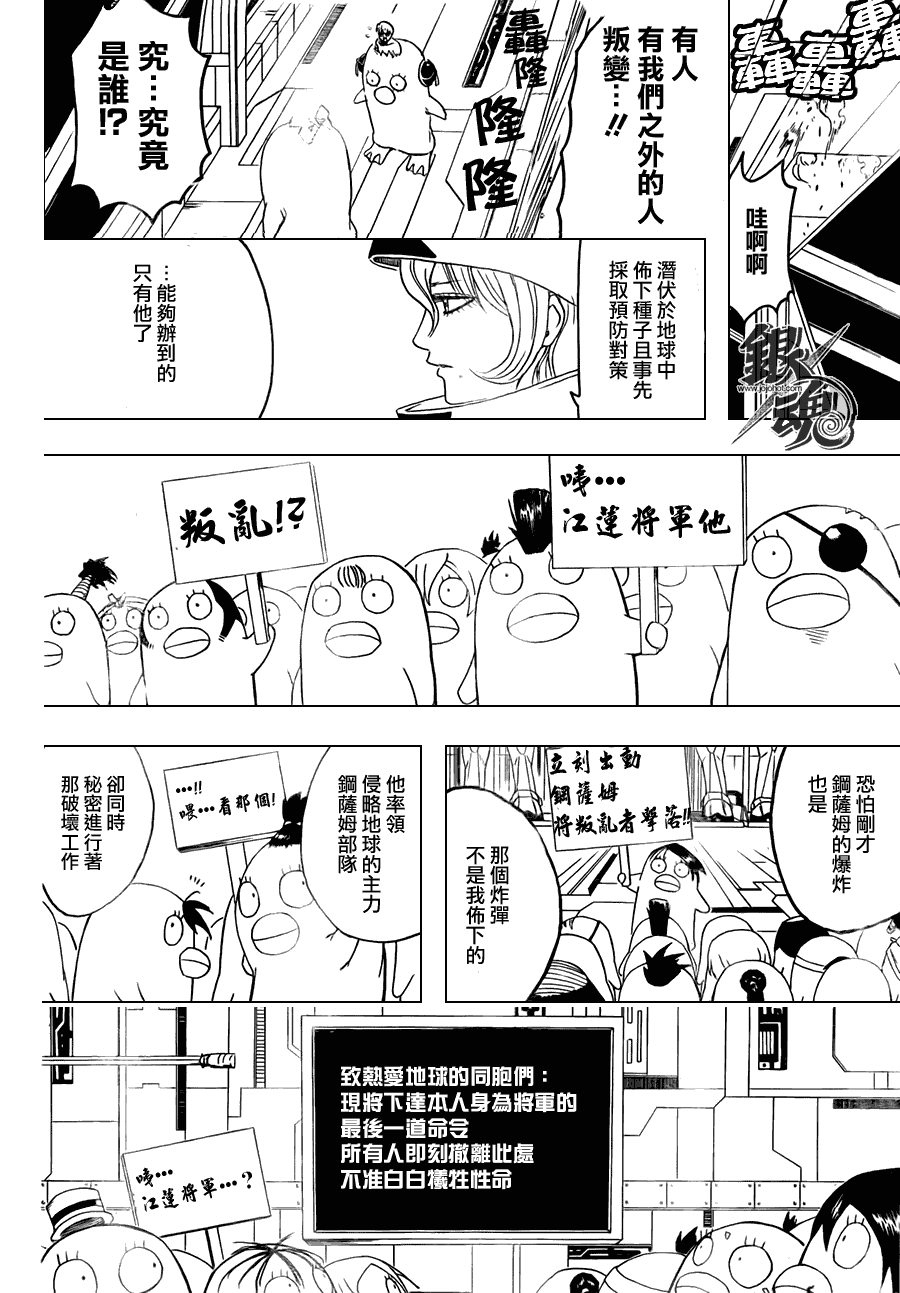 轟
轟轟
哇啊啊
有人
有我們之外的人
叛變…!!
轟隆
隆隆
究…究竟
是誰!?
銀魂
www.jojohot.com
潛伏於地球中
佈下種子且事先
採取預防對策
…能夠辦到的
只有他了
咦…
江蓮將軍他
叛亂!?
恐怕剛才
鋼薩姆的爆炸
也是
立刻出動
鋼薩姆
將叛亂者擊落!!
那個炸彈
不是我佈下的
他率領
侵略地球的主力
鋼薩姆部隊
…!!
喂…看那個!
卻同時
秘密進行著
那破壞工作
致熱愛地球的同胞們：
現將下達本人身為將軍的
最後一道命令
所有人即刻撤離此處
不准白白犧牲性命
咦…
江蓮將軍…?